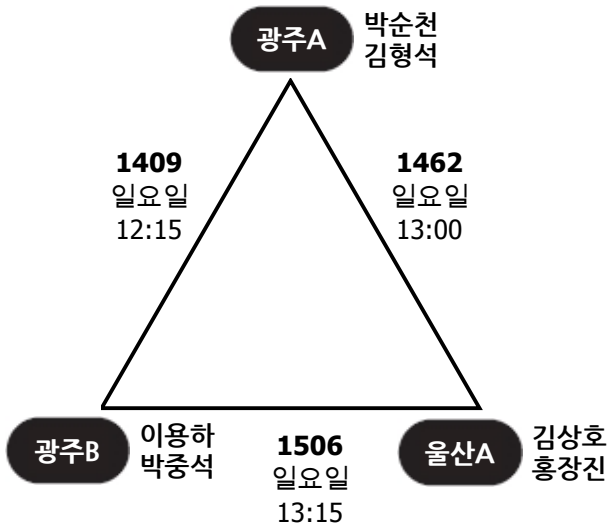 광주A
박순천
김형석
1409
일요일
12:15
1462
일요일
13:00
광주B
이용하
박중석
1506
일요일
13:15
울산A
김상호
홍장진